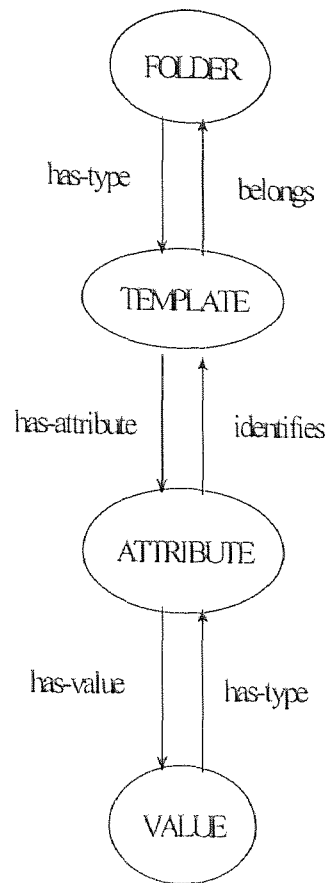 FOLDER
has-type belongs
TEMPLATE
has-attribute identifies
ATTRIBUTE
has-value has-type
VALUE